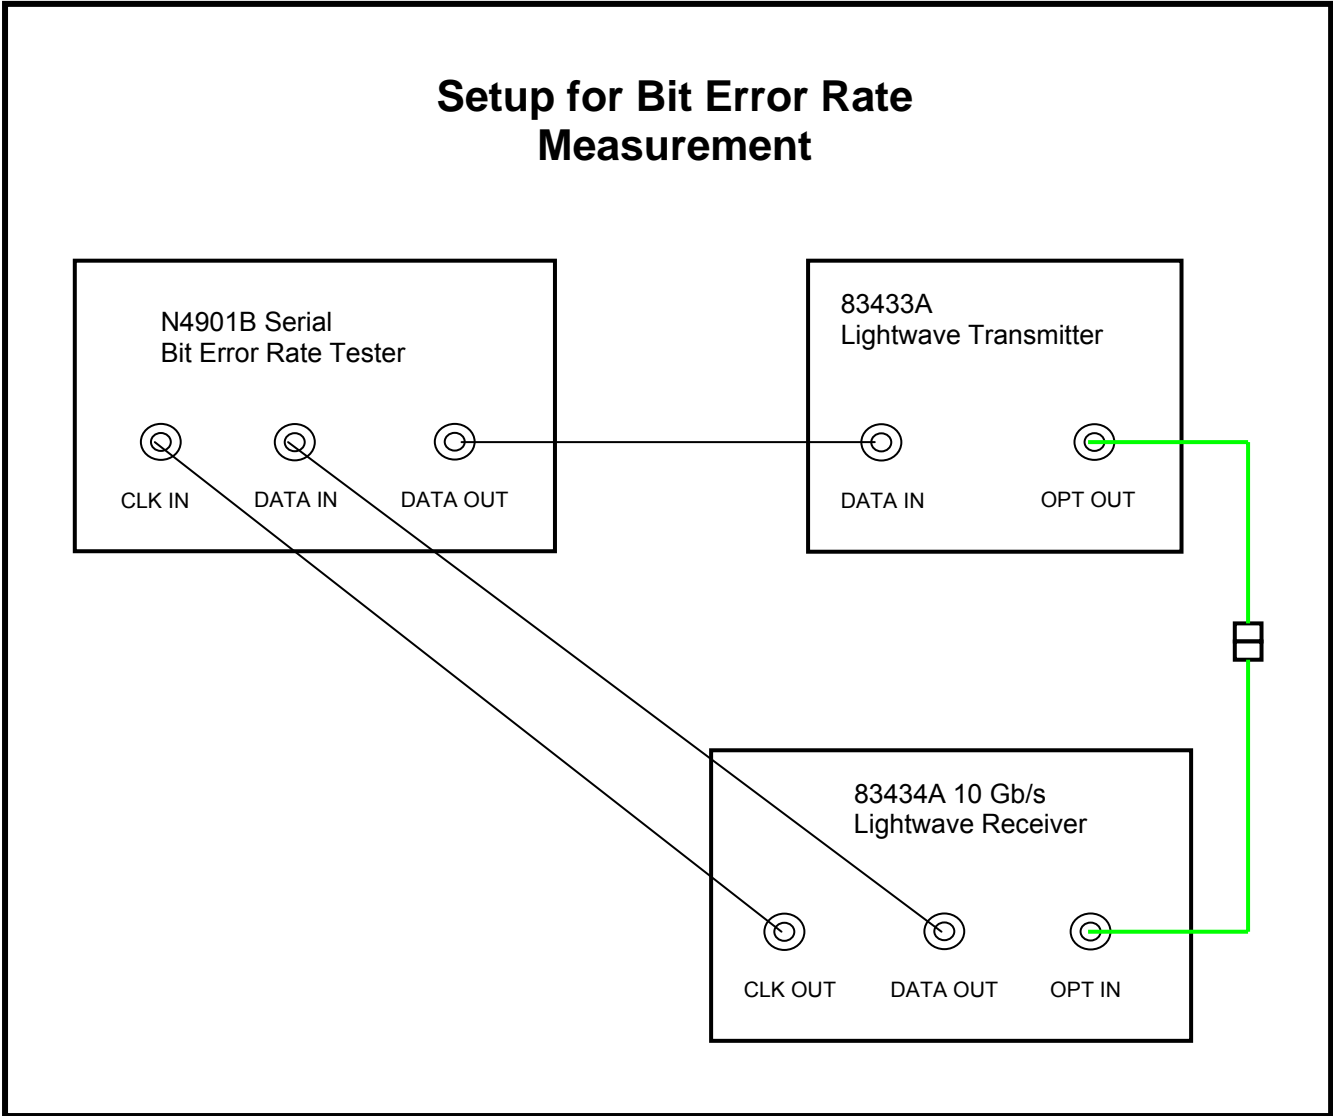 Setup for Bit Error Rate
Measurement
N4901B Serial
Bit Error Rate Tester
CLK IN
DATA IN
DATA OUT
83433A
Lightwave Transmitter
DATA IN
OPT OUT
83434A 10 Gb/s
Lightwave Receiver
CLK OUT
DATA OUT
OPT IN